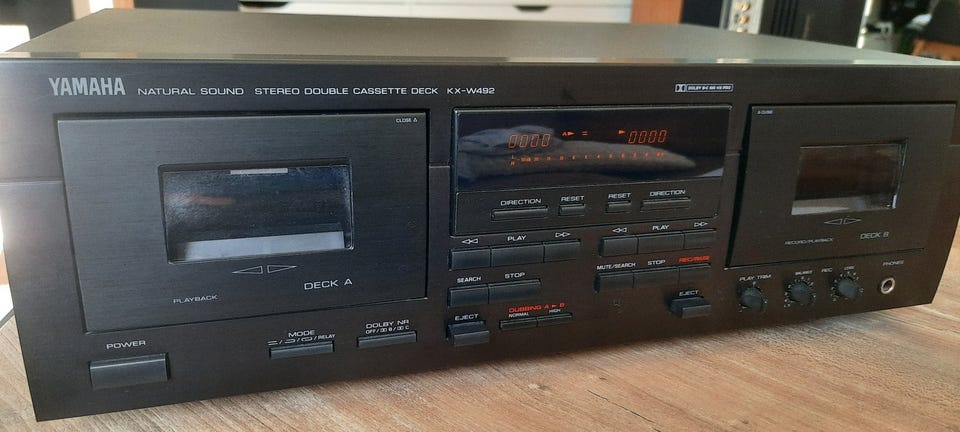 YAMAHA NATURAL SOUND STEREO DOUBLE CASSETTE DECK KX-W492
DOLBY B-C NR HX PRO
CLOSE
CLOSE
0000 A 0000
DIRECTION RESET RESET DIRECTION
PLAY PLAY
SEARCH STOP
MUTE/SEARCH STOP REC/PAUSE
DECK A
PLAYBACK
RECORD/PLAYBACK DECK B
DUBBING A ▸ B
NORMAL HIGH
EJECT
EJECT
PLAY TRIM BALANCE REC LEVEL PHONES
POWER
MODE
RELAY
DOLBY NR
OFF/B/C